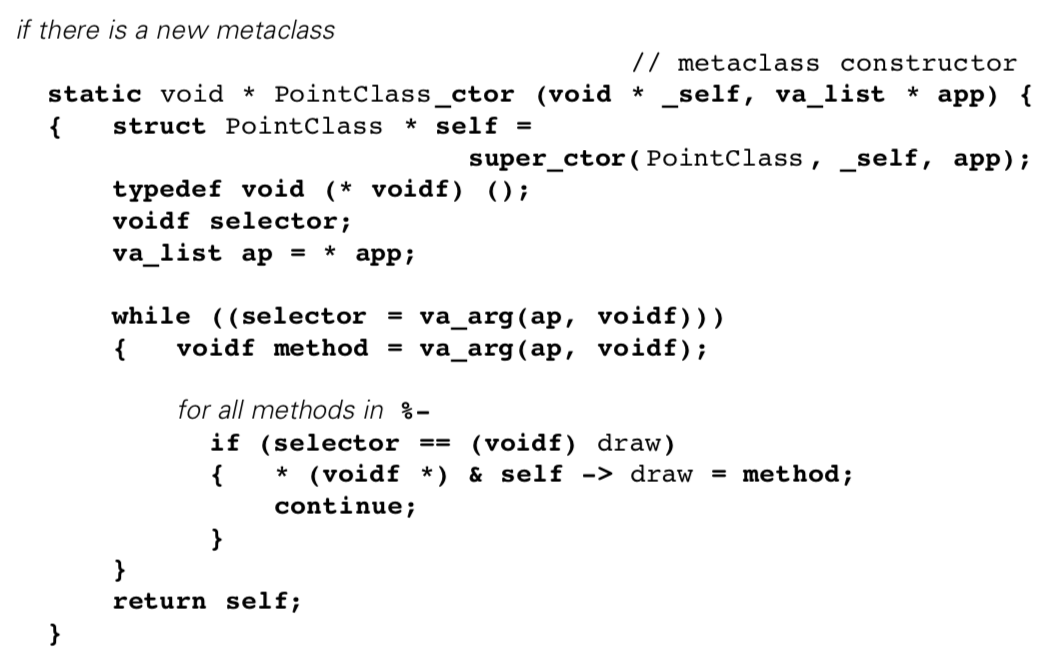 if there is a new metaclass
// metaclass constructor
static void * PointClass_ctor (void * _self, va_list * app) {
{ struct PointClass * self =
super_ctor( PointClass , _self, app);
typedef void (* voidf) ();
voidf selector;
va_list ap = * app;
while ((selector = va_arg(ap, voidf)))
{ voidf method = va_arg(ap, voidf);
for all methods in %–
if (selector == (voidf) draw)
{ * (voidf *) & self -> draw = method;
continue;
}
}
return self;
}